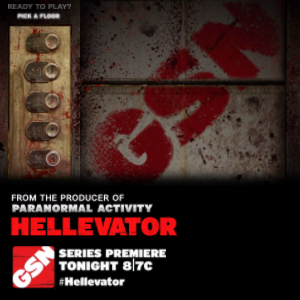 READY TO PLAY?
PICK A FLOOR
GSN
FROM THE PRODUCER OF
PARANORMAL ACTIVITY
HELLEVATOR
GSN
SERIES PREMIERE
TONIGHT 8|7C
#Hellevator